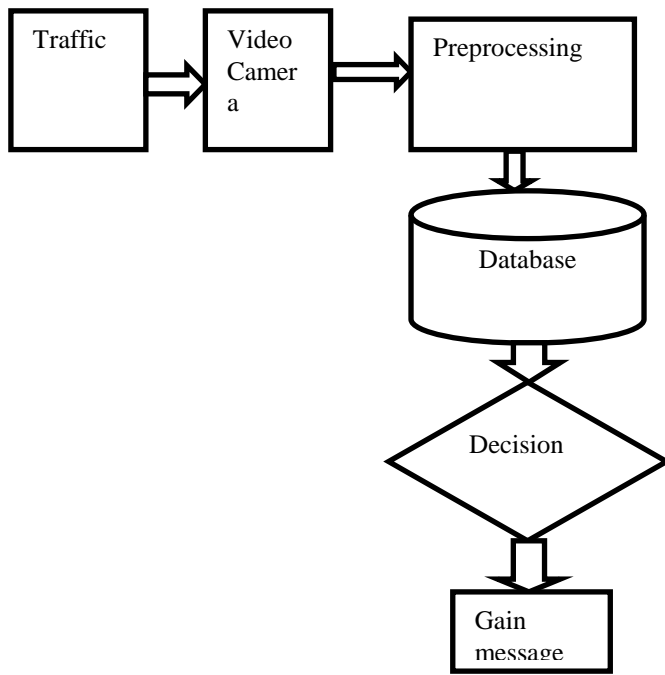 Traffic
Video
Camer
a
Preprocessing
Database
Decision
Gain
message